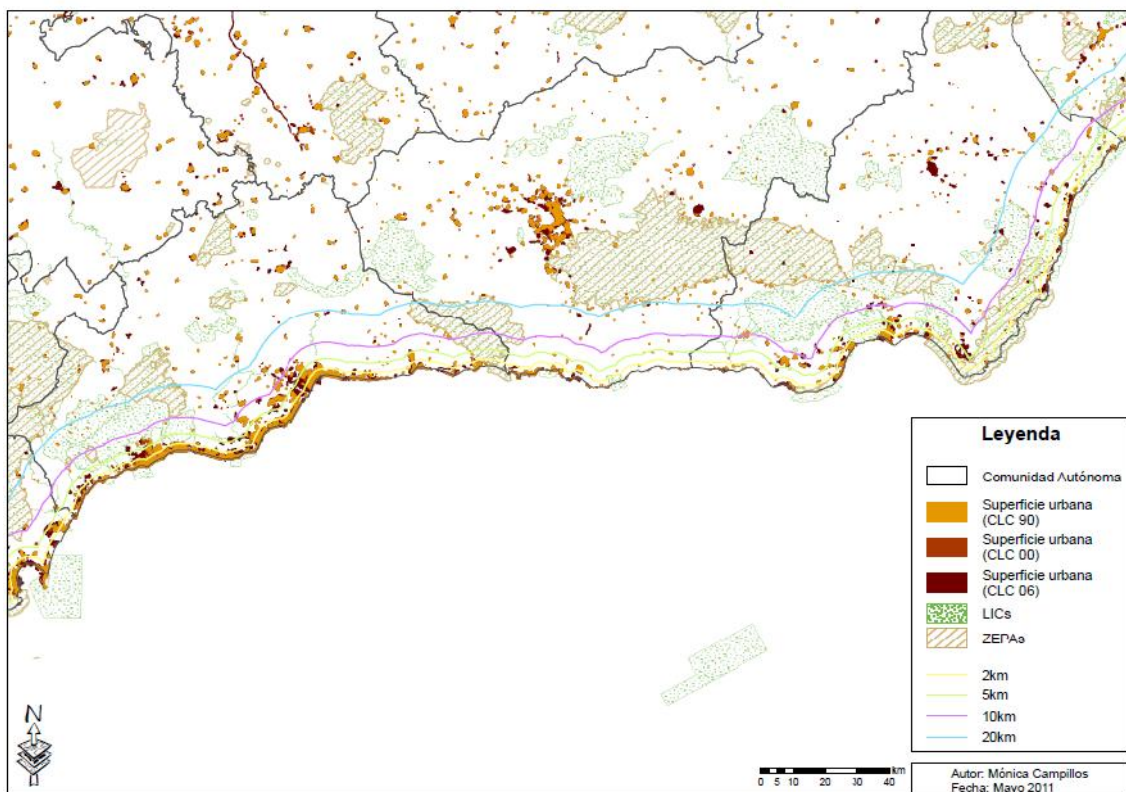 Leyenda
Comunidad Autónoma
Superficie urbana
(CLC 90)
Superficie urbana
(CLC 00)
Superficie urbana
(CLC 06)
LICs
ZEPAs
2km
5km
10km
20km
N
km
0 5 10 20 30 40
Autor: Mónica Campillos
Fecha: Mayo 2011